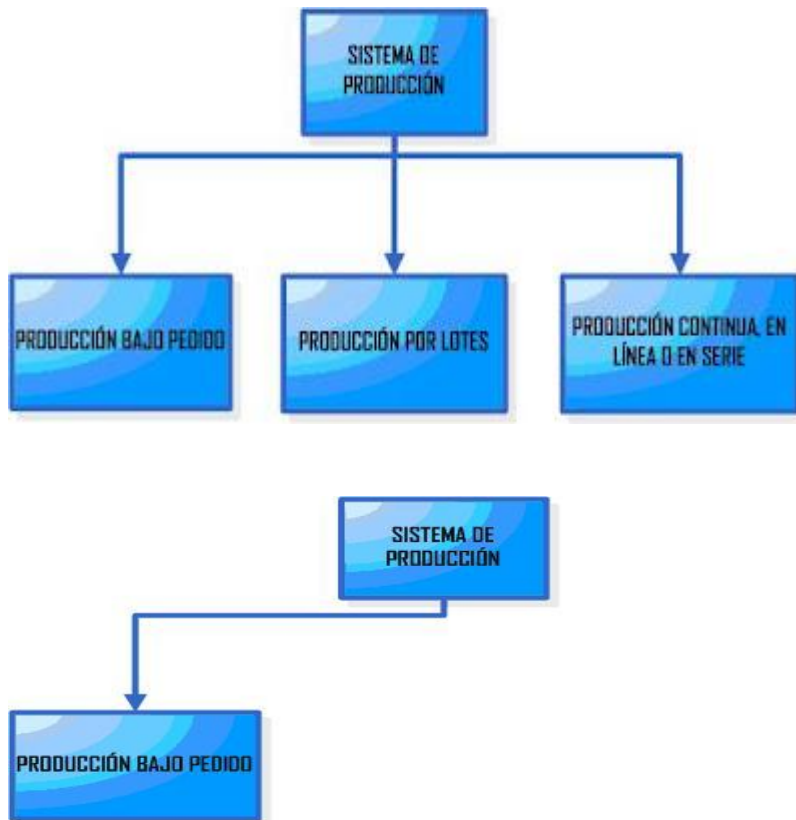 SISTEMA DE
PRODUCCIÓN
PRODUCCIÓN BAJO PEDIDO
PRODUCCIÓN POR LOTES
PRODUCCIÓN CONTINUA, EN
LÍNEA O EN SERIE
SISTEMA DE
PRODUCCIÓN
PRODUCCIÓN BAJO PEDIDO